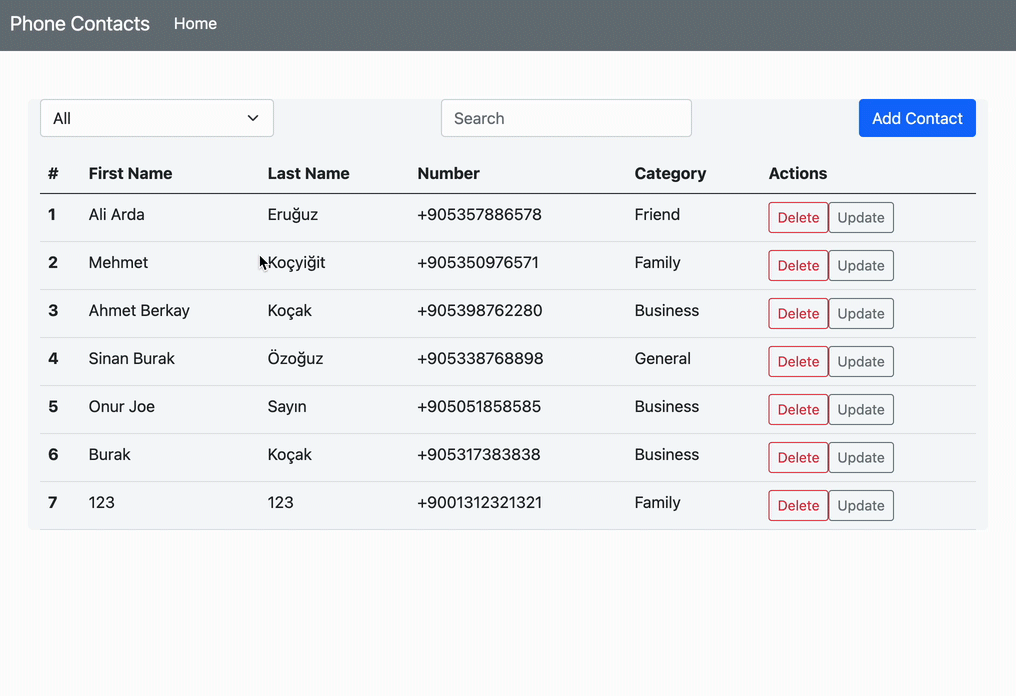 Phone Contacts Home
All Search Add Contact
# First Name Last Name Number Category Actions
1 Ali Arda Eruğuz +905357886578 Friend Delete Update
2 Mehmet Koçyiğit +905350976571 Family Delete Update
3 Ahmet Berkay Koçak +905398762280 Business Delete Update
4 Sinan Burak Özoğuz +905338768898 General Delete Update
5 Onur Joe Sayın +905051858585 Business Delete Update
6 Burak Koçak +905317383838 Business Delete Update
7 123 123 +9001312321321 Family Delete Update